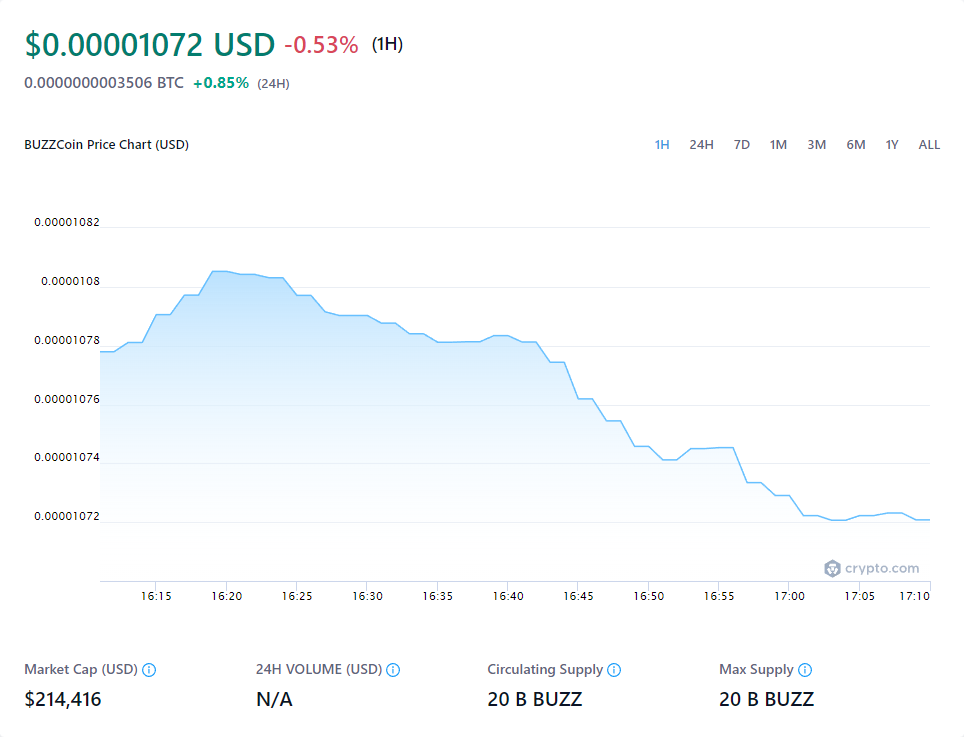 $0.00001072 USD -0.53% (1H)
0.0000000003506 BTC +0.85% (24H)
BUZZCoin Price Chart (USD) 1H 24H 7D 1M 3M 6M 1Y ALL
0.00001082
0.0000108
0.00001078
0.00001076
0.00001074
0.00001072
crypto.com
16:15 16:20 16:25 16:30 16:35 16:40 16:45 16:50 16:55 17:00 17:05 17:10
Market Cap (USD) 24H VOLUME (USD) Circulating Supply Max Supply
$214,416 N/A 20 B BUZZ 20 B BUZZ